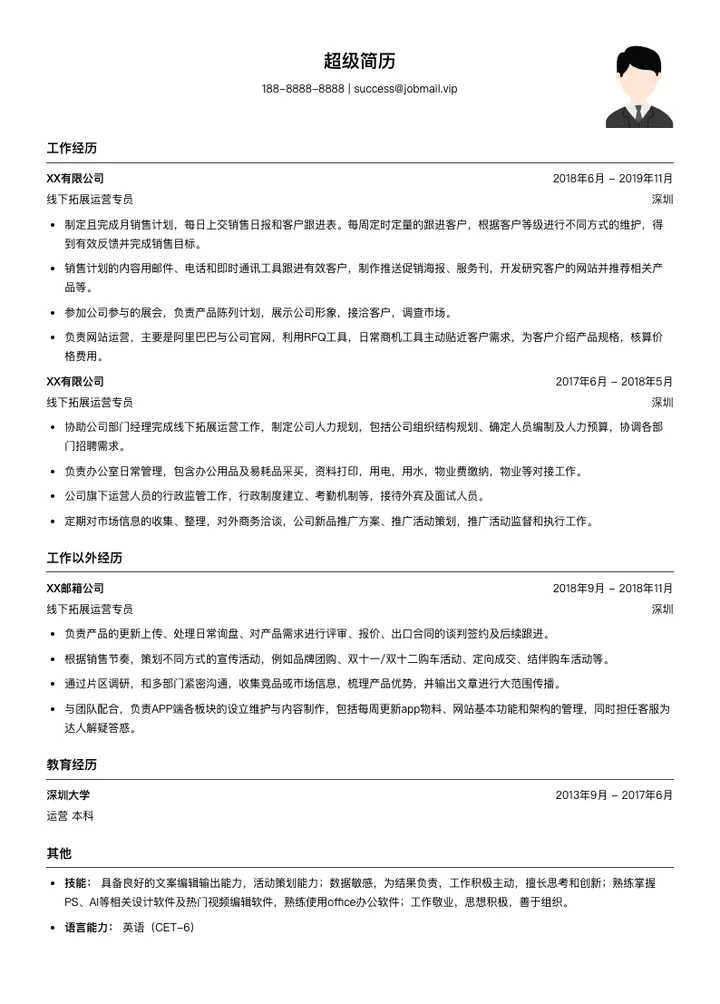 超级简历
188-8888-8888 | success@jobmail.vip
工作经历
XX有限公司 2018年6月 - 2019年11月
线下拓展运营专员 深圳
• 制定且完成月销售计划，每日上交销售日报和客户跟进表。每周定时定量的跟进客户，根据客户等级进行不同方式的维护，得
到有效反馈并完成销售目标。
• 销售计划的内容用邮件、电话和即时通讯工具跟进有效客户，制作推送促销海报、服务刊，开发研究客户的网站并推荐相关产
品等。
• 参加公司参与的展会，负责产品陈列计划，展示公司形象，接洽客户，调查市场。
• 负责网站运营，主要是阿里巴巴与公司官网，利用RFQ工具，日常商机工具主动贴近客户需求，为客户介绍产品规格，核算价
格费用。
XX有限公司 2017年6月 - 2018年5月
线下拓展运营专员 深圳
• 协助公司部门经理完成线下拓展运营工作，制定公司人力规划，包括公司组织结构规划、确定人员编制及人力预算，协调各部
门招聘需求。
• 负责办公室日常管理，包含办公用品及易耗品采买，资料打印，用电，用水，物业费缴纳，物业等对接工作。
• 公司旗下运营人员的行政监管工作，行政制度建立、考勤机制等，接待外宾及面试人员。
• 定期对市场信息的收集、整理，对外商务洽谈，公司新品推广方案、推广活动策划，推广活动监督和执行工作。
工作以外经历
XX邮箱公司 2018年9月 - 2018年11月
线下拓展运营专员 深圳
• 负责产品的更新上传、处理日常询盘、对产品需求进行评审、报价、出口合同的谈判签约及后续跟进。
• 根据销售节奏，策划不同方式的宣传活动，例如品牌团购、双十一/双十二购车活动、定向成交、结伴购车活动等。
• 通过片区调研，和多部门紧密沟通，收集竞品或市场信息，梳理产品优势，并输出文章进行大范围传播。
• 与团队配合，负责APP端各板块的设立维护与内容制作，包括每周更新app物料、网站基本功能和架构的管理，同时担任客服为
达人解疑答惑。
教育经历
深圳大学 2013年9月 - 2017年6月
运营 本科
其他
• 技能： 具备良好的文案编辑输出能力，活动策划能力；数据敏感，为结果负责，工作积极主动，擅长思考和创新；熟练掌握
PS、AI等相关设计软件及热门视频编辑软件，熟练使用office办公软件；工作敬业，思想积极，善于组织。
• 语言能力： 英语（CET-6）